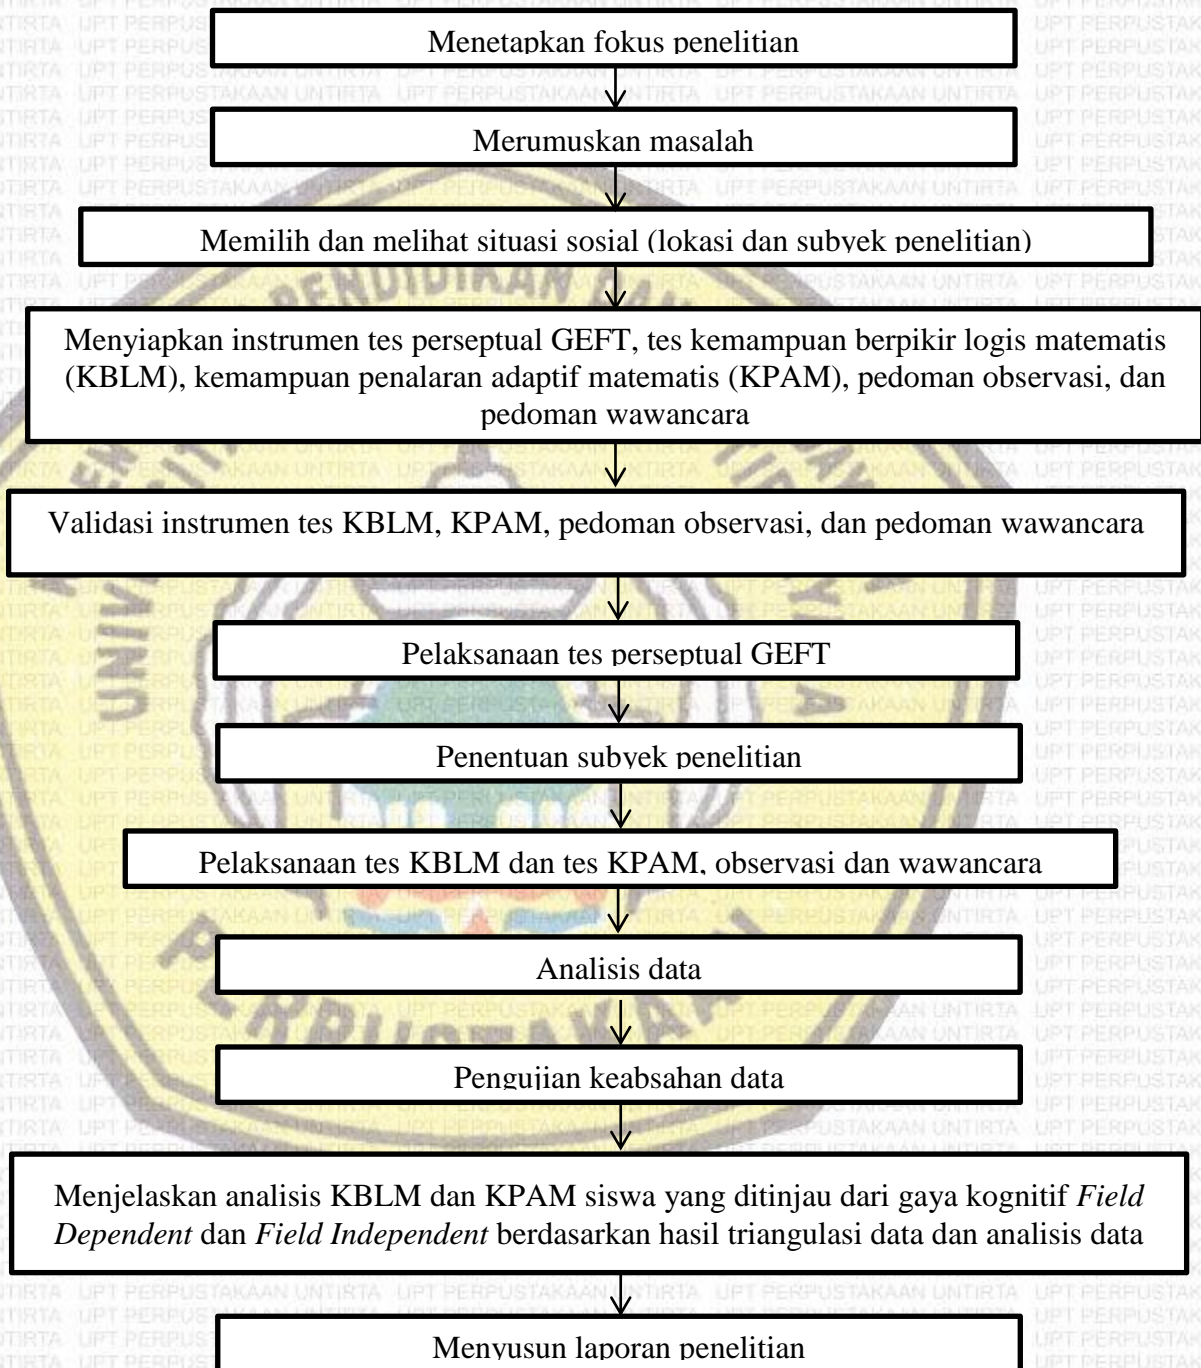 Menetapkan fokus penelitian
Merumuskan masalah
Memilih dan melihat situasi sosial (lokasi dan subyek penelitian)
Menyiapkan instrumen tes perseptual GEFT, tes kemampuan berpikir logis matematis
(KBLM), kemampuan penalaran adaptif matematis (KPAM), pedoman observasi, dan
pedoman wawancara
Validasi instrumen tes KBLM, KPAM, pedoman observasi, dan pedoman wawancara
Pelaksanaan tes perseptual GEFT
Penentuan subyek penelitian
Pelaksanaan tes KBLM dan tes KPAM, observasi dan wawancara
Analisis data
Pengujian keabsahan data
Menjelaskan analisis KBLM dan KPAM siswa yang ditinjau dari gaya kognitif Field
Dependent dan Field Independent berdasarkan hasil triangulasi data dan analisis data
Menyusun laporan penelitian